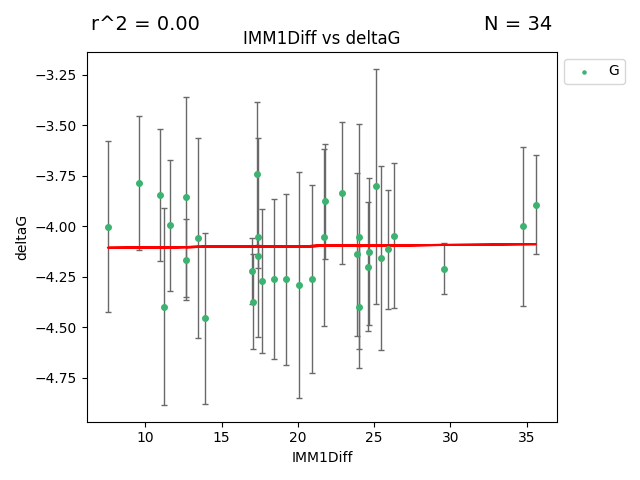 r^2 = 0.00
N = 34
IMM1Diff vs deltaG
G
−3.25
−3.50
−3.75
−4.00
−4.25
−4.50
−4.75
deltaG
10
15
20
25
30
35
IMM1Diff